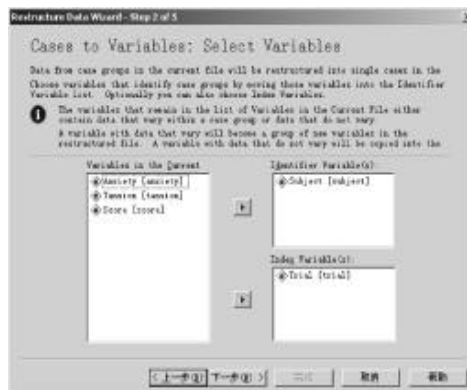 Restructure Data Wizard - Step 2 of 5
Cases to Variables: Select Variables
Data from case groups in the current file will be restructured into single cases in the
Choose variables that identify case groups by moving those variables into the Identifier
Variable list. Optionally you can also choose Index Variables.
The variables that remain in the list of Variables in the Current File either
contain data that vary within a case group or data that do not vary.
A variable with data that vary will become a group of new variables in the
restructured file. A variable with data that do not vary will be copied into the
Variables in the Current
Identifier Variable(s):
Anxiety [anxiety]
Subject [subject]
Tension [tension]
Score [score]
Index Variable(s):
Trial [trial]
< 上一步(B) 下一步(N) > 完成 取消 帮助